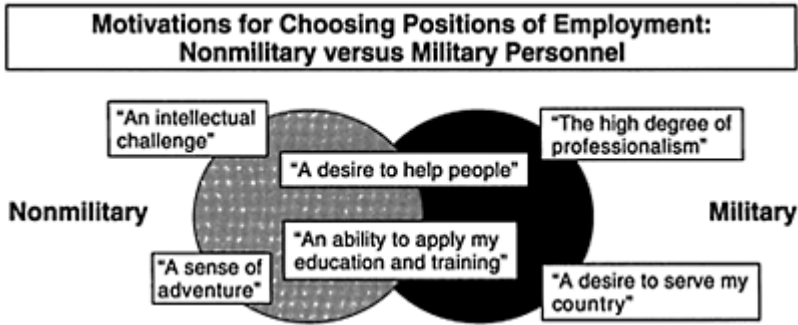 Motivations for Choosing Positions of Employment:
Nonmilitary versus Military Personnel
"An intellectual
challenge"
"The high degree of
professionalism"
"A desire to help people"
Nonmilitary
Military
"An ability to apply my
education and training"
"A sense of
adventure"
"A desire to serve my
country"